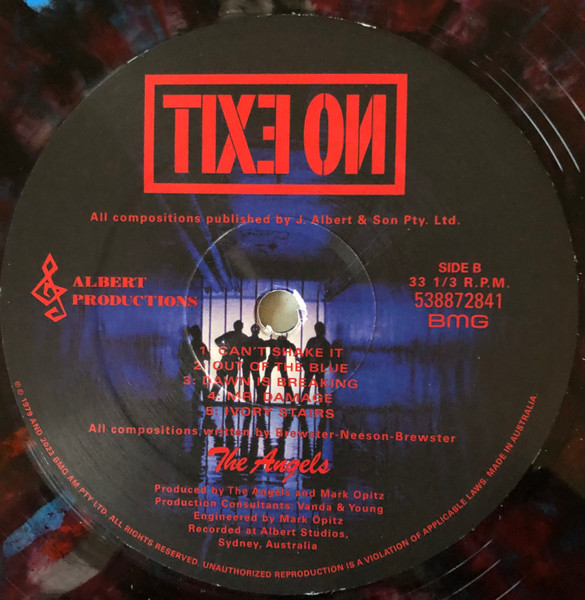 TIXƎ OИ
All compositions published by J. Albert & Son Pty. Ltd.
ALBERT
PRODUCTIONS
SIDE B
33 1/3 R.P.M.
538872841
BMG
1: CAN'T SHAKE IT
2: OUT OF THE BLUE
3: DAWN IS BREAKING
4: MR. DAMAGE
5: IVORY STAIRS
All compositions written by Brewster-Neeson-Brewster
The Angels
Produced by The Angels and Mark Opitz
Production Consultants: Vanda & Young
Engineered by Mark Opitz
Recorded at Albert Studios,
Sydney, Australia
℗ © 1979 AND 2023 BMG AM PTY LTD. ALL RIGHTS RESERVED. UNAUTHORIZED REPRODUCTION IS A VIOLATION OF APPLICABLE LAWS. MADE IN AUSTRALIA